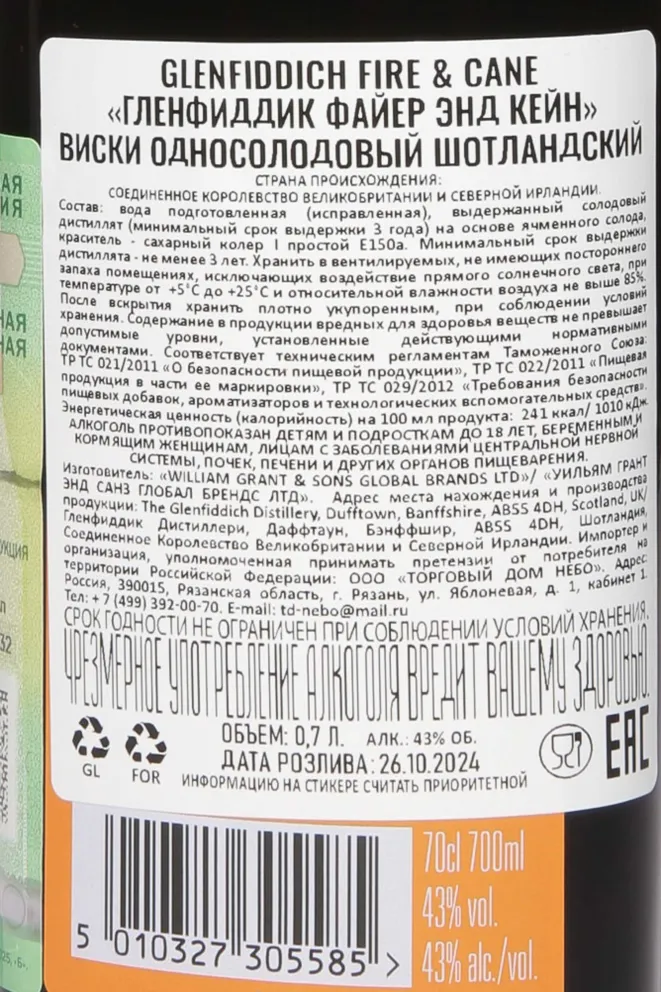 GLENFIDDICH FIRE & CANE
«ГЛЕНФИДДИК ФАЙЕР ЭНД КЕЙН»
ВИСКИ ОДНОСОЛОДОВЫЙ ШОТЛАНДСКИЙ
СТРАНА ПРОИСХОЖДЕНИЯ:
СОЕДИНЕННОЕ КОРОЛЕВСТВО ВЕЛИКОБРИТАНИИ И СЕВЕРНОЙ ИРЛАНДИИ.
Состав: вода подготовленная (исправленная), выдержанный солодовый
дистиллят (минимальный срок выдержки 3 года) на основе ячменного солода,
краситель - сахарный колер I простой Е150а. Минимальный срок выдержки
дистиллята - не менее 3 лет. Хранить в вентилируемых, не имеющих постороннего
запаха помещениях, исключающих воздействие прямого солнечного света, при
температуре от +5°С до +25°С и относительной влажности воздуха не выше 85%.
После вскрытия хранить плотно укупоренным, при соблюдении условий
хранения. Содержание в продукции вредных для здоровья веществ не превышает
допустимые уровни, установленные действующими нормативными
документами. Соответствует техническим регламентам Таможенного Союза:
ТР ТС 021/2011 «О безопасности пищевой продукции», ТР ТС 022/2011 «Пищевая
продукция в части ее маркировки», ТР ТС 029/2012 «Требования безопасности
пищевых добавок, ароматизаторов и технологических вспомогательных средств».
Энергетическая ценность (калорийность) на 100 мл продукта: 241 ккал/ 1010 кДж.
АЛКОГОЛЬ ПРОТИВОПОКАЗАН ДЕТЯМ И ПОДРОСТКАМ ДО 18 ЛЕТ, БЕРЕМЕННЫМ И
КОРМЯЩИМ ЖЕНЩИНАМ, ЛИЦАМ С ЗАБОЛЕВАНИЯМИ ЦЕНТРАЛЬНОЙ НЕРВНОЙ
СИСТЕМЫ, ПОЧЕК, ПЕЧЕНИ И ДРУГИХ ОРГАНОВ ПИЩЕВАРЕНИЯ.
Изготовитель: «WILLIAM GRANT & SONS GLOBAL BRANDS LTD»/ «УИЛЬЯМ ГРАНТ
ЭНД САНЗ ГЛОБАЛ БРЕНДС ЛТД». Адрес места нахождения и производства
продукции: The Glenfiddich Distillery, Dufftown, Banffshire, AB55 4DH, Scotland, UK/
Гленфиддик Дистиллери, Даффтаун, Бэнффшир, АВ55 4DH, Шотландия,
Соединенное Королевство Великобритании и Северной Ирландии. Импортер и
организация, уполномоченная принимать претензии от потребителя на
территории Российской Федерации: ООО «ТОРГОВЫЙ ДОМ НЕБО». Адрес:
Россия, 390015, Рязанская область, г. Рязань, ул. Яблоневая, д. 1, кабинет 1.
Тел: +7 (499) 392-00-70. E-mail: td-nebo@mail.ru
СРОК ГОДНОСТИ НЕ ОГРАНИЧЕН ПРИ СОБЛЮДЕНИИ УСЛОВИЙ ХРАНЕНИЯ.
ЧРЕЗМЕРНОЕ УПОТРЕБЛЕНИЕ АЛКОГОЛЯ ВРЕДИТ ВАШЕМУ ЗДОРОВЬЮ.
ОБЪЕМ: 0,7 Л. АЛК.: 43% ОБ.
ДАТА РОЗЛИВА: 26.10.2024
ИНФОРМАЦИЮ НА СТИКЕРЕ СЧИТАТЬ ПРИОРИТЕТНОЙ
GL FOR
EAC
70cl 700ml
43% vol.
43% alc./vol.
5 010327 305585 >
АЯ
ИЯ
НАЯ
НАЯ
УКЦИЯ
л
32